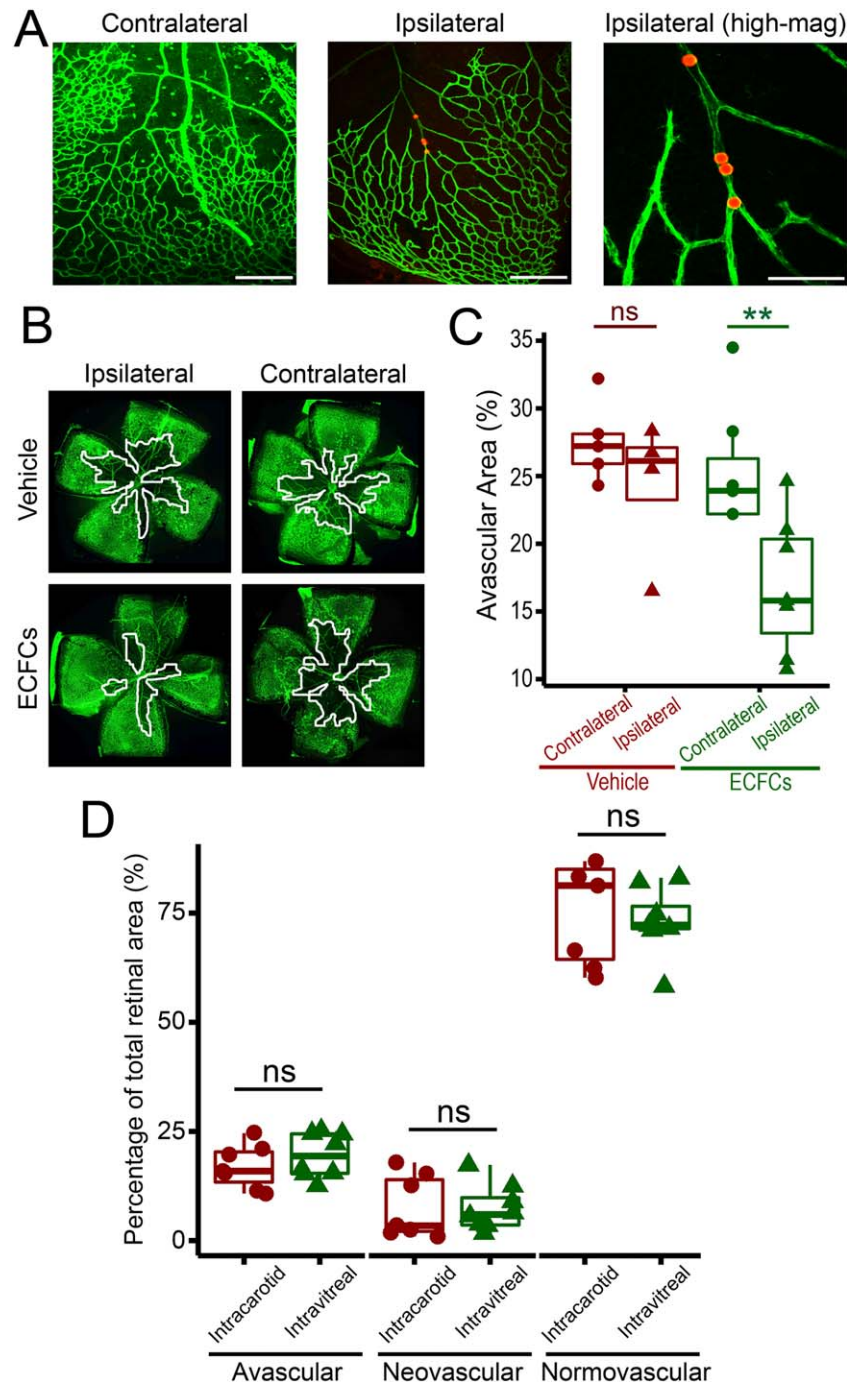 A
Contralateral
Ipsilateral
Ipsilateral (high-mag)
B
Ipsilateral
Contralateral
Vehicle
ECFCs
C
ns
**
Avascular Area (%)
35
30
25
20
15
10
Contralateral
Ipsilateral
Contralateral
Ipsilateral
Vehicle
ECFCs
D
Percentage of total retinal area (%)
75
50
25
0
ns
ns
ns
Intracarotid
Intravitreal
Intracarotid
Intravitreal
Intracarotid
Intravitreal
Avascular
Neovascular
Normovascular